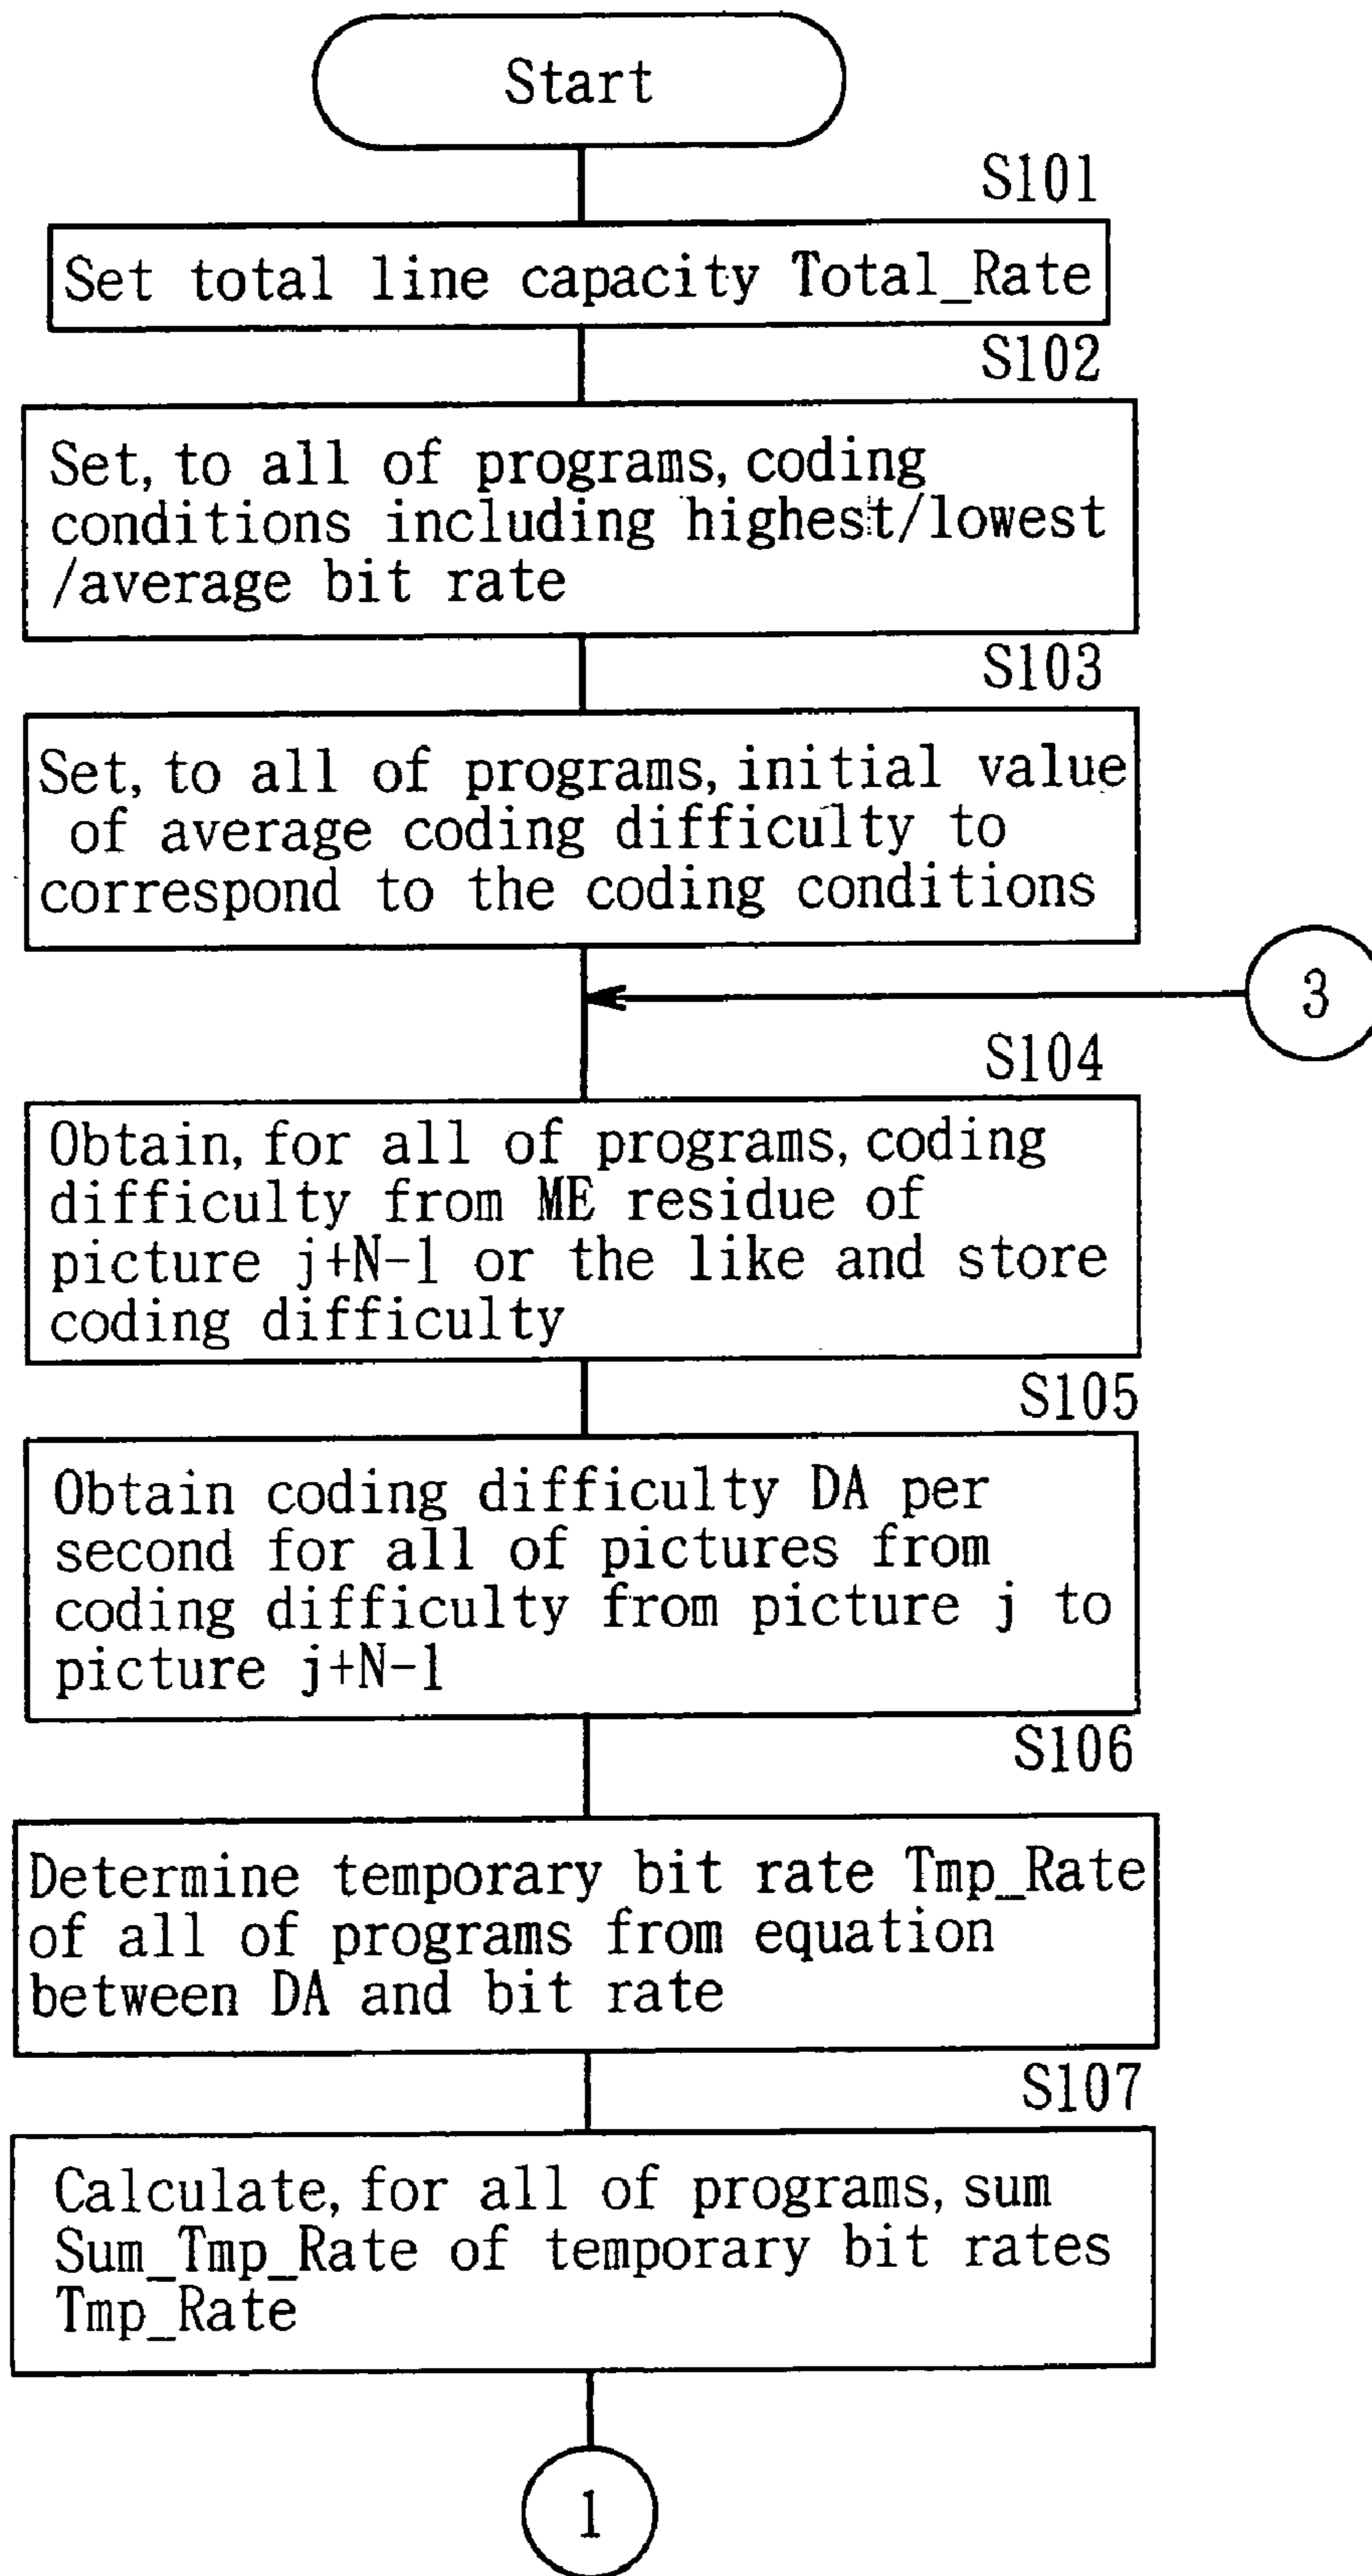 Start
S101
Set total line capacity Total_Rate
S102
Set, to all of programs, coding
conditions including highest/lowest
/average bit rate
S103
Set, to all of programs, initial value
of average coding difficulty to
correspond to the coding conditions
3
S104
Obtain, for all of programs, coding
difficulty from ME residue of
picture j+N-1 or the like and store
coding difficulty
S105
Obtain coding difficulty DA per
second for all of pictures from
coding difficulty from picture j to
picture j+N-1
S106
Determine temporary bit rate Tmp_Rate
of all of programs from equation
between DA and bit rate
S107
Calculate, for all of programs, sum
Sum_Tmp_Rate of temporary bit rates
Tmp_Rate
1